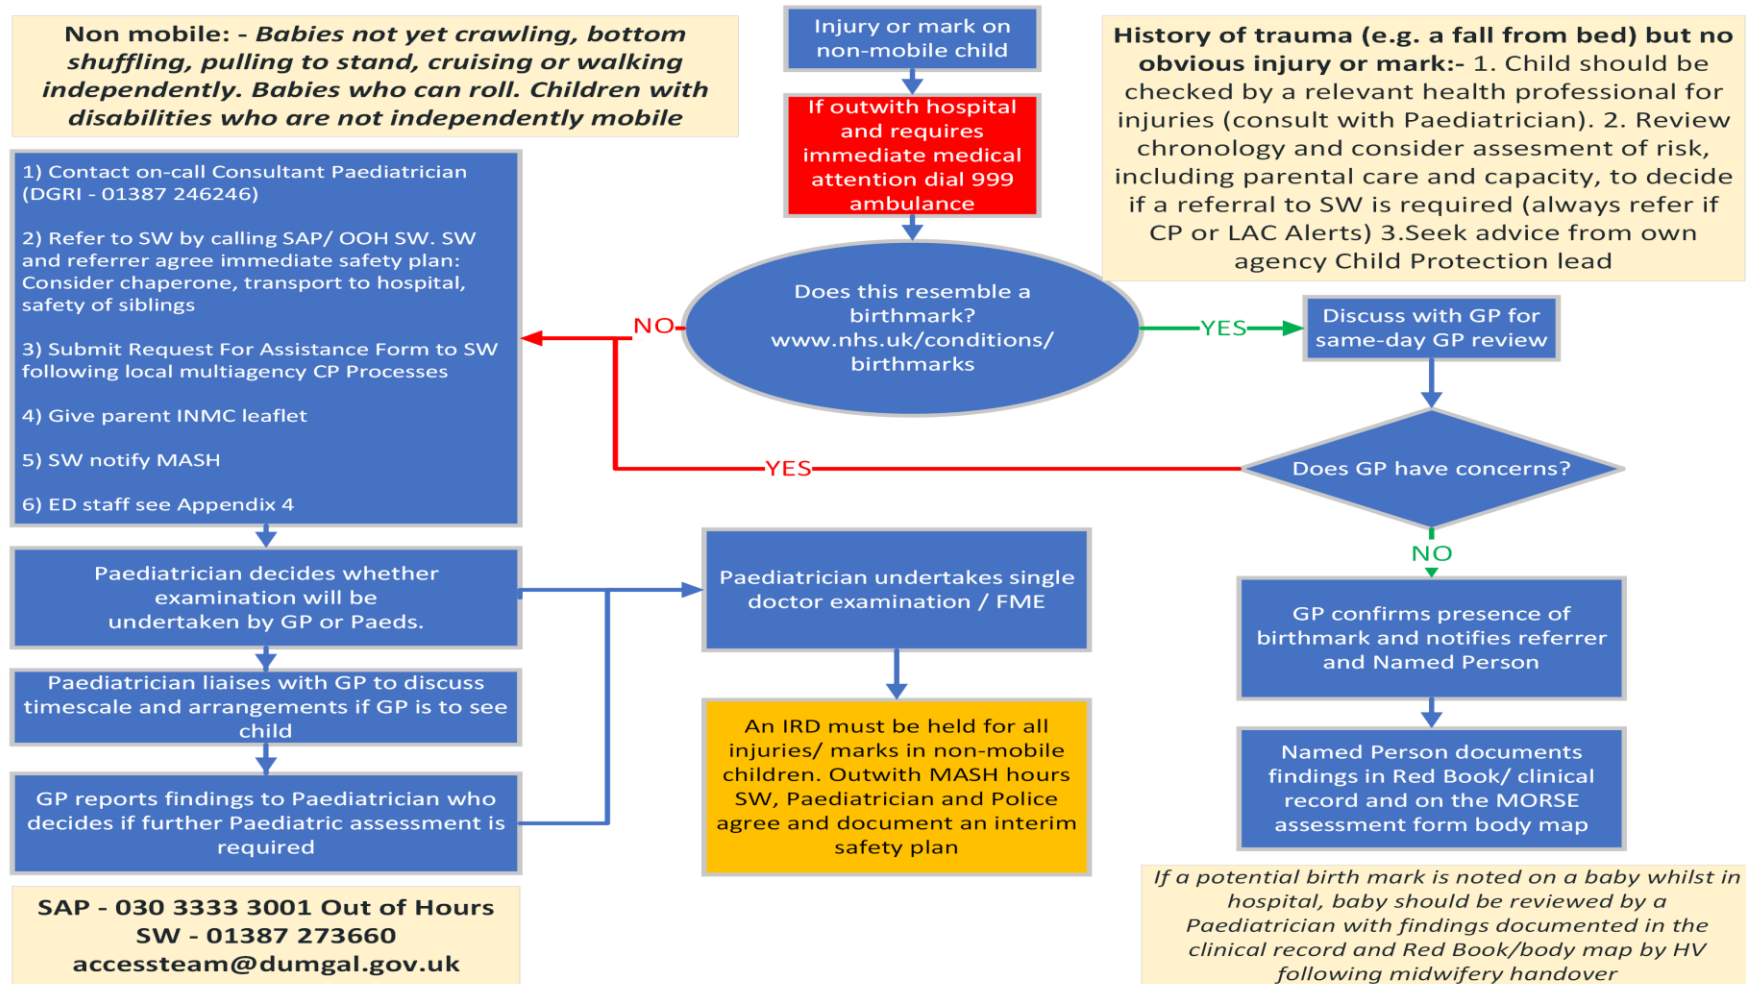 Non mobile: - Babies not yet crawling, bottom
shuffling, pulling to stand, cruising or walking
independently. Babies who can roll. Children with
disabilities who are not independently mobile
Injury or mark on
non-mobile child
If outwith hospital
and requires
immediate medical
attention dial 999
ambulance
History of trauma (e.g. a fall from bed) but no
obvious injury or mark:- 1. Child should be
checked by a relevant health professional for
injuries (consult with Paediatrician). 2. Review
chronology and consider assesment of risk,
including parental care and capacity, to decide
if a referral to SW is required (always refer if
CP or LAC Alerts) 3.Seek advice from own
agency Child Protection lead
1) Contact on-call Consultant Paediatrician
(DGRI - 01387 246246)
2) Refer to SW by calling SAP/ OOH SW. SW
and referrer agree immediate safety plan:
Consider chaperone, transport to hospital,
safety of siblings
3) Submit Request For Assistance Form to SW
following local multiagency CP Processes
4) Give parent INMC leaflet
5) SW notify MASH
6) ED staff see Appendix 4
NO
Does this resemble a
birthmark?
www.nhs.uk/conditions/
birthmarks
YES
Discuss with GP for
same-day GP review
YES
Does GP have concerns?
NO
Paediatrician decides whether
examination will be
undertaken by GP or Paeds.
Paediatrician liaises with GP to discuss
timescale and arrangements if GP is to see
child
GP reports findings to Paediatrician who
decides if further Paediatric assessment is
required
Paediatrician undertakes single
doctor examination / FME
An IRD must be held for all
injuries/ marks in non-mobile
children. Outwith MASH hours
SW, Paediatrician and Police
agree and document an interim
safety plan
GP confirms presence of
birthmark and notifies referrer
and Named Person
Named Person documents
findings in Red Book/ clinical
record and on the MORSE
assessment form body map
SAP - 030 3333 3001 Out of Hours
SW - 01387 273660
accessteam@dumgal.gov.uk
If a potential birth mark is noted on a baby whilst in
hospital, baby should be reviewed by a
Paediatrician with findings documented in the
clinical record and Red Book/body map by HV
following midwifery handover